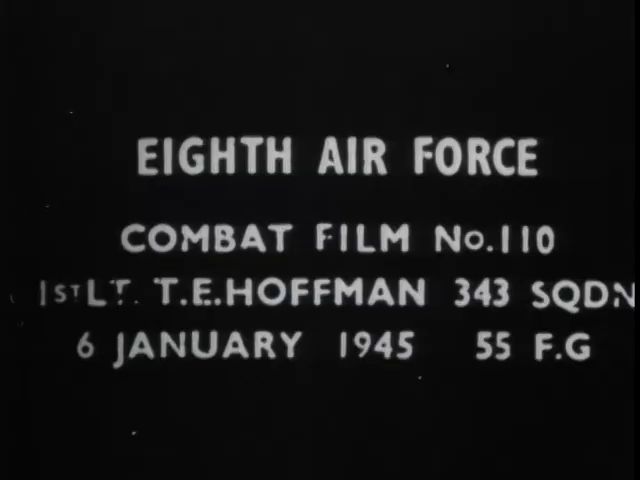 EIGHTH AIR FORCE
COMBAT FILM No.110
1ST LT. T.E.HOFFMAN 343 SQDN
6 JANUARY 1945 55 F.G